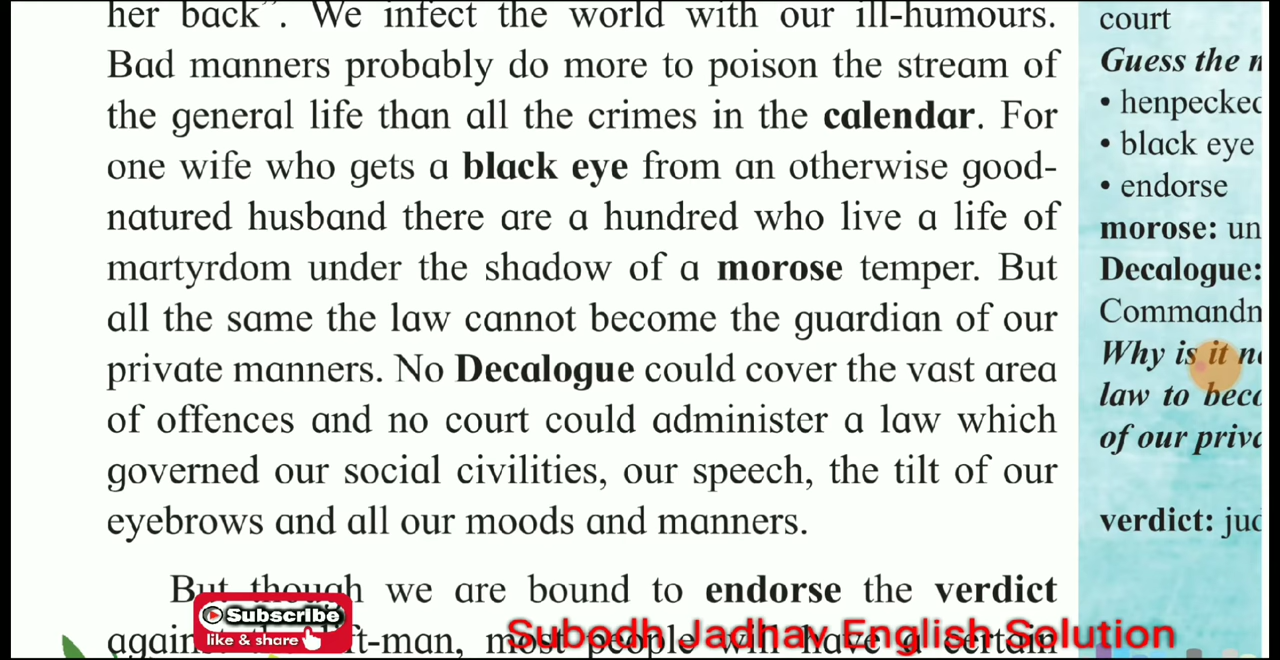 her back”. We infect the world with our ill-humours.
Bad manners probably do more to poison the stream of
the general life than all the crimes in the calendar. For
one wife who gets a black eye from an otherwise good-
natured husband there are a hundred who live a life of
martyrdom under the shadow of a morose temper. But
all the same the law cannot become the guardian of our
private manners. No Decalogue could cover the vast area
of offences and no court could administer a law which
governed our social civilities, our speech, the tilt of our
eyebrows and all our moods and manners.
But though we are bound to endorse the verdict
most people will have a certain
court
Guess the
• henpecked
• black eye
• endorse
morose:
Decalogue:
Why is it
law to
of our
verdict:
Subscribe
like & share
Subodh Jadhav English Solution